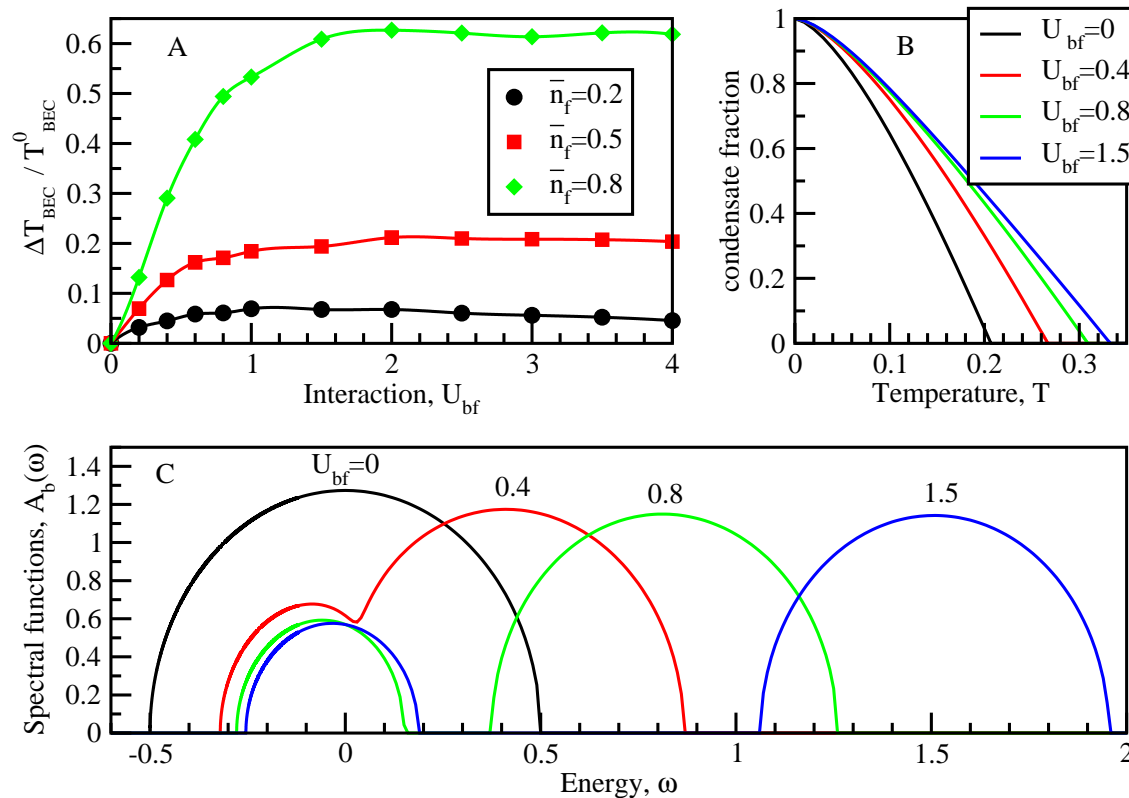 A
0.6
0.5
0.4
0.3
0.2
0.1
0
ΔT_BEC / T^0_BEC
n̄_f=0.2
n̄_f=0.5
n̄_f=0.8
0 1 2 3 4
Interaction, U_bf
B
1
0.8
0.6
0.4
0.2
0
condensate fraction
U_bf=0
U_bf=0.4
U_bf=0.8
U_bf=1.5
0 0.1 0.2 0.3
Temperature, T
C
1.4
1.2
1
0.8
0.6
0.4
0.2
0
Spectral functions, A_b(ω)
U_bf=0
0.4
0.8
1.5
-0.5 0 0.5 1 1.5 2
Energy, ω